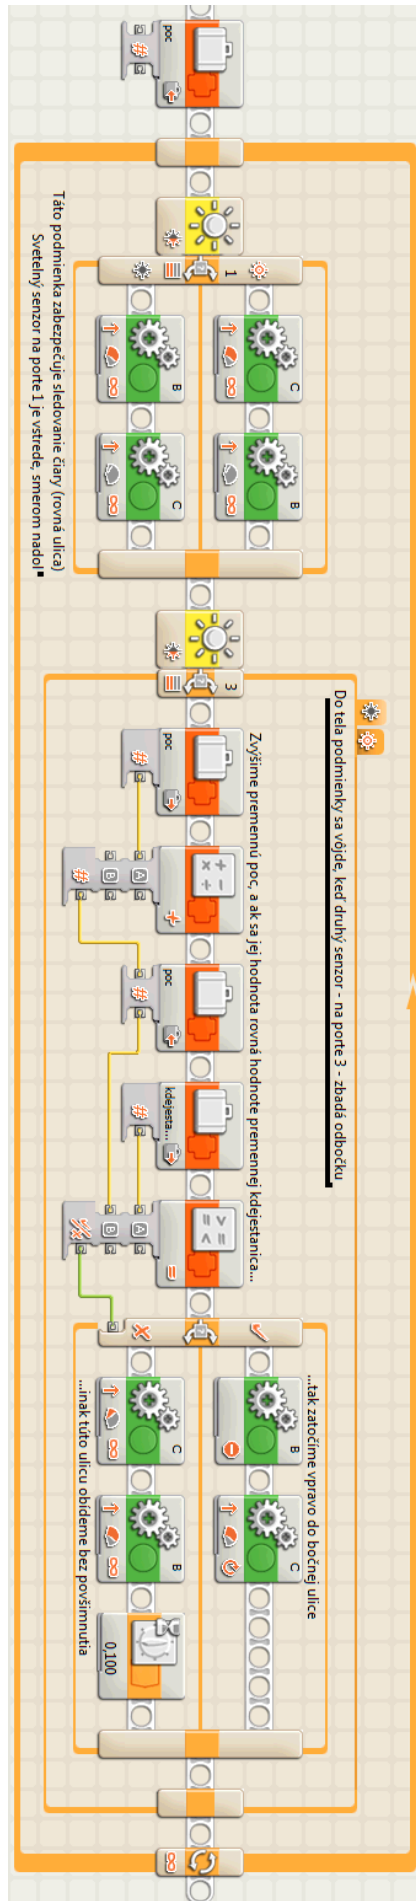 poc
1
C
B
B
C
Táto podmienka zabezpečuje sledovanie čiary (rovná ulica)
Svetelný senzor na porte 1 je vstrede, smerom nadol
3
Do tela podmienky sa vôjde, keď druhý senzor - na porte 3 - zbadá odbočku
Zvýšime premennú poc, a ak sa jej hodnota rovná hodnote premennej kdejestanica...
poc
A
B
poc
kdejesta...
A
B
...tak zatočíme vpravo do bočnej ulice
B
C
C
B
0,100
...inak túto ulicu obídeme bez povšimnutia